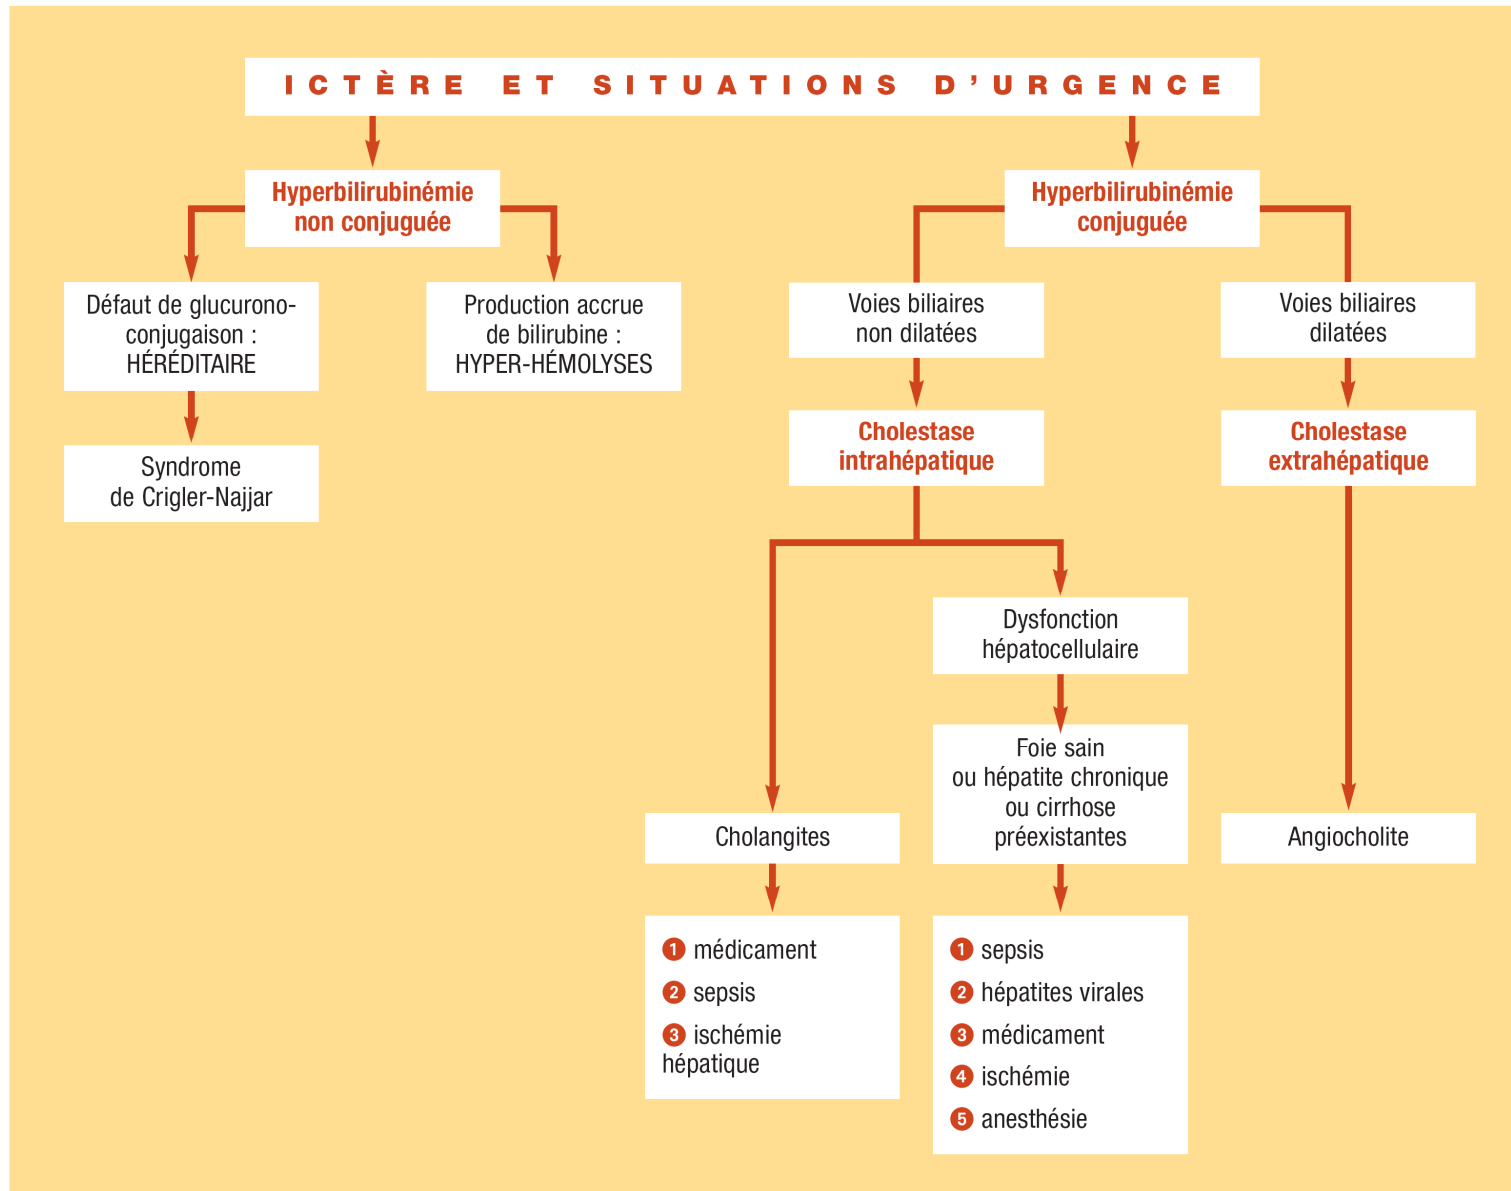 ICTÈRE ET SITUATIONS D’URGENCE
Hyperbilirubinémie
non conjuguée
Hyperbilirubinémie
conjuguée
Défaut de glucurono-
conjugaison :
HÉRÉDITAIRE
Production accrue
de bilirubine :
HYPER-HÉMOLYSES
Voies biliaires
non dilatées
Voies biliaires
dilatées
Syndrome
de Crigler-Najjar
Cholestase
intrahépatique
Cholestase
extrahépatique
Dysfonction
hépatocellulaire
Foie sain
ou hépatite chronique
ou cirrhose
préexistantes
Cholangites
Angiocholite
1 médicament
2 sepsis
3 ischémie
hépatique
1 sepsis
2 hépatites virales
3 médicament
4 ischémie
5 anesthésie